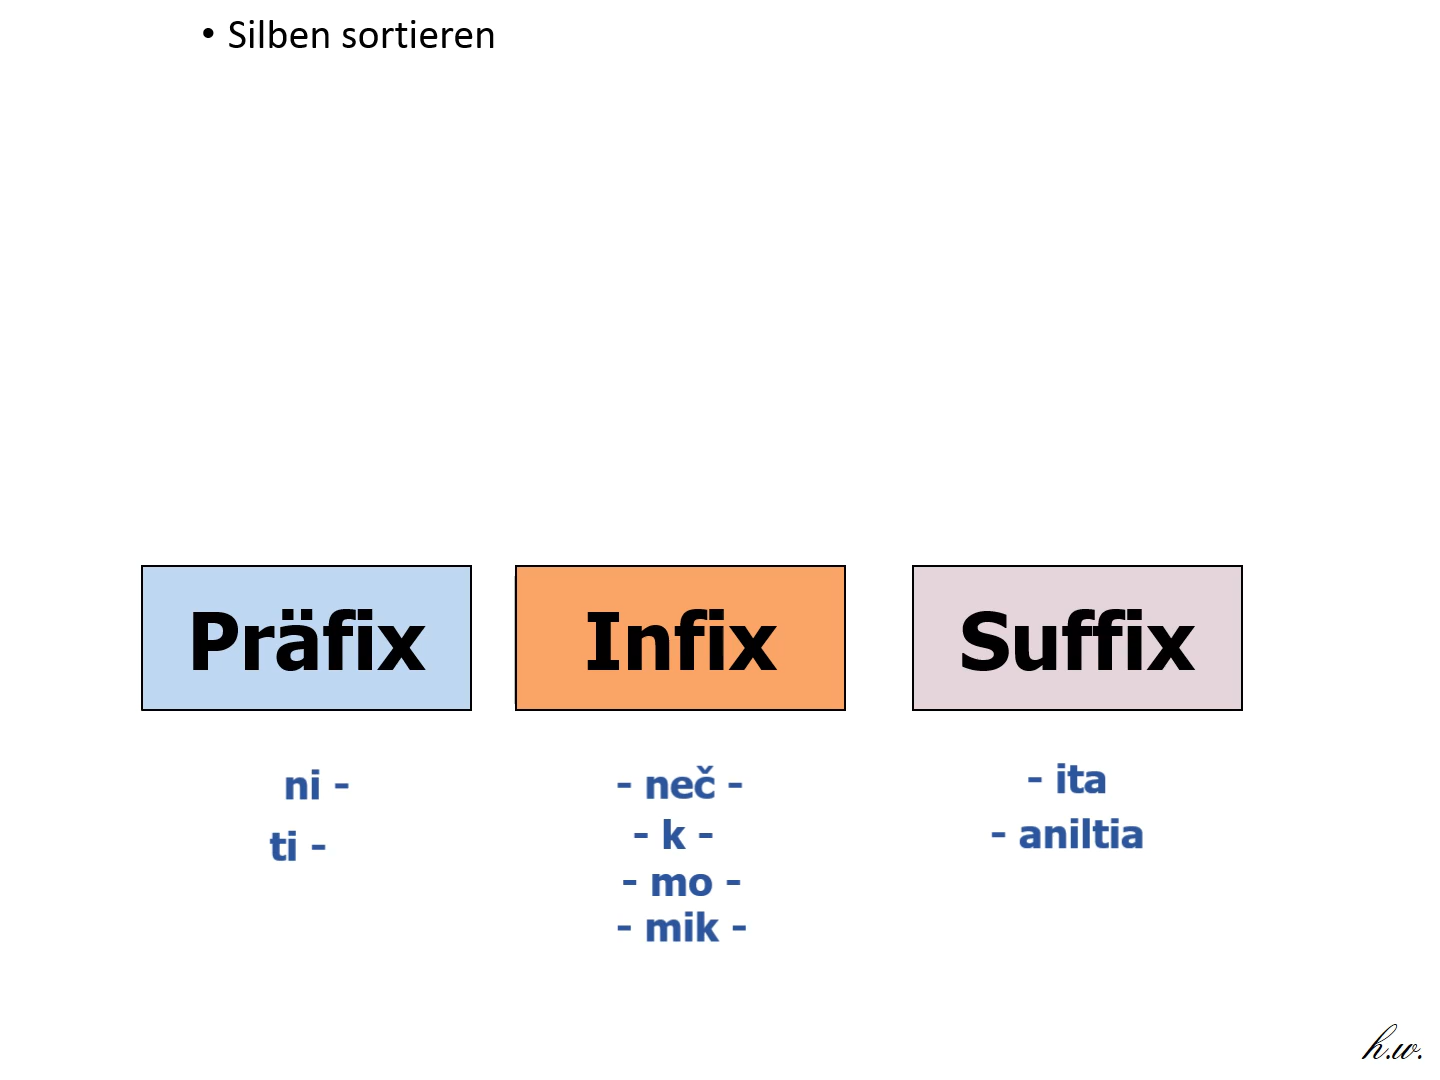 • Silben sortieren
Präfix Infix Suffix
ni - - neč - - ita
ti - - k - - aniltia
- mo -
- mik -
h.w.